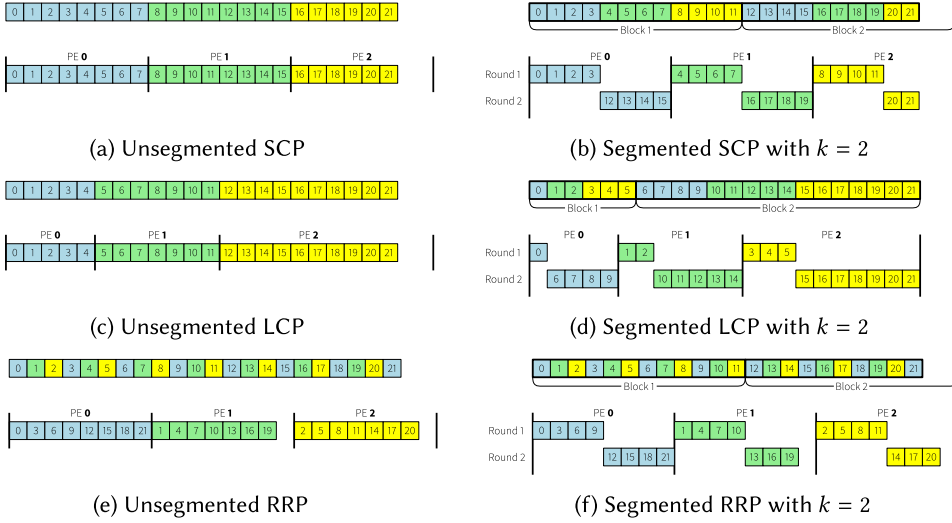 0 1 2 3 4 5 6 7 8 9 10 11 12 13 14 15 16 17 18 19 20 21
PE 0 PE 1 PE 2
0 1 2 3 4 5 6 7 8 9 10 11 12 13 14 15 16 17 18 19 20 21
(a) Unsegmented SCP
0 1 2 3 4 5 6 7 8 9 10 11 12 13 14 15 16 17 18 19 20 21
Block 1 Block 2
PE 0 PE 1 PE 2
Round 1 0 1 2 3 4 5 6 7 8 9 10 11
Round 2 12 13 14 15 16 17 18 19 20 21
(b) Segmented SCP with k = 2
0 1 2 3 4 5 6 7 8 9 10 11 12 13 14 15 16 17 18 19 20 21
PE 0 PE 1 PE 2
0 1 2 3 4 5 6 7 8 9 10 11 12 13 14 15 16 17 18 19 20 21
(c) Unsegmented LCP
0 1 2 3 4 5 6 7 8 9 10 11 12 13 14 15 16 17 18 19 20 21
Block 1 Block 2
PE 0 PE 1 PE 2
Round 1 0 1 2 3 4 5
Round 2 6 7 8 9 10 11 12 13 14 15 16 17 18 19 20 21
(d) Segmented LCP with k = 2
0 1 2 3 4 5 6 7 8 9 10 11 12 13 14 15 16 17 18 19 20 21
PE 0 PE 1 PE 2
0 3 6 9 12 15 18 21 1 4 7 10 13 16 19 2 5 8 11 14 17 20
(e) Unsegmented RRP
0 1 2 3 4 5 6 7 8 9 10 11 12 13 14 15 16 17 18 19 20 21
Block 1 Block 2
PE 0 PE 1 PE 2
Round 1 0 3 6 9 1 4 7 10 2 5 8 11
Round 2 12 15 18 21 13 16 19 14 17 20
(f) Segmented RRP with k = 2